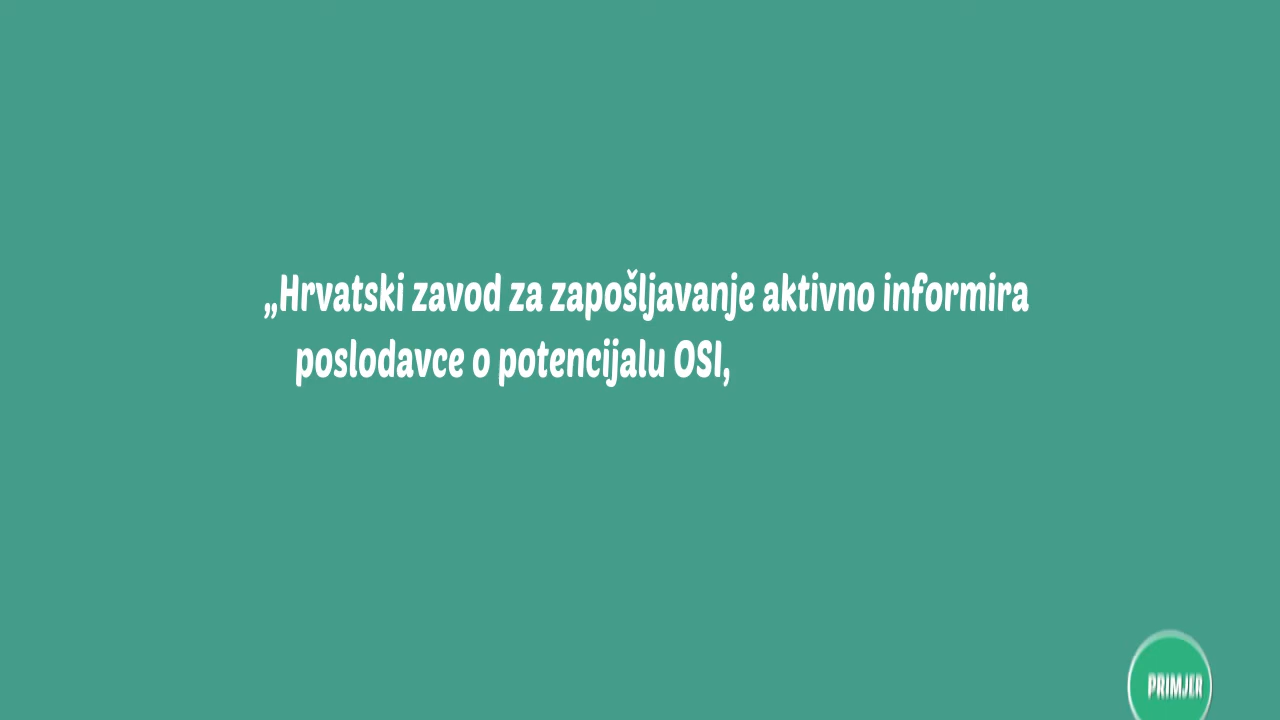 „Hrvatski zavod za zapošljavanje aktivno informira
poslodavce o potencijalu OSI,
PRIMJER